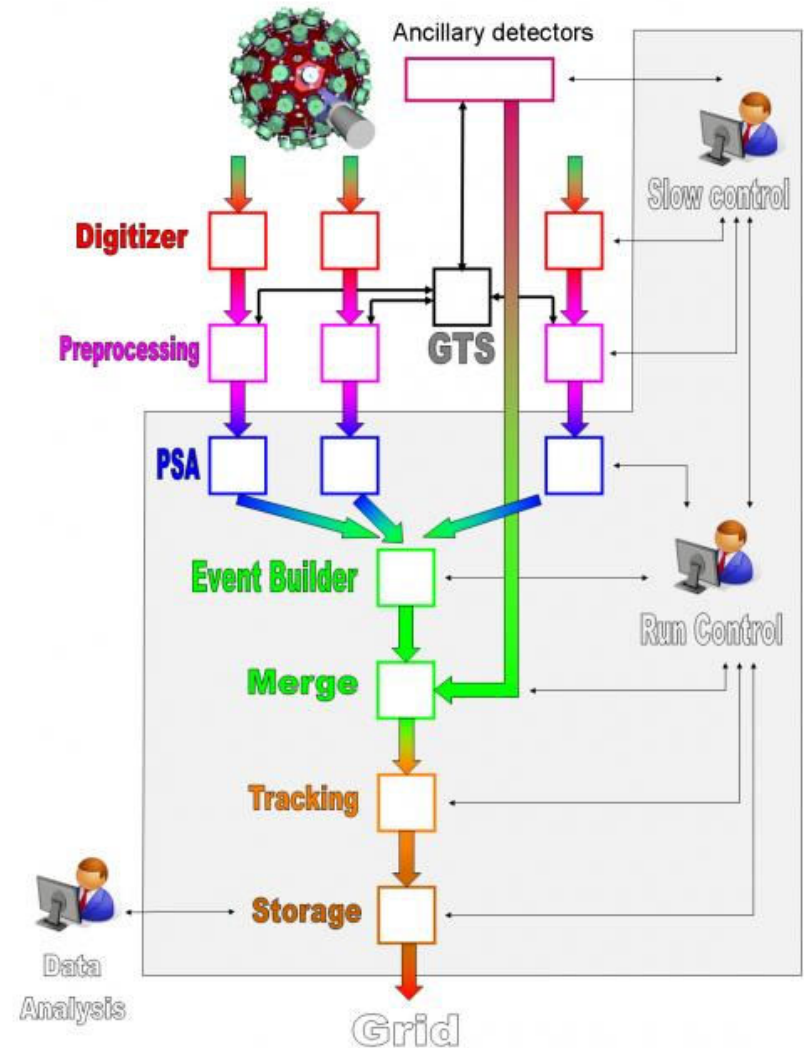 Ancillary detectors
Slow control
Digitizer
Preprocessing
GTS
PSA
Event Builder
Run Control
Merge
Tracking
Storage
Data
Analysis
Grid